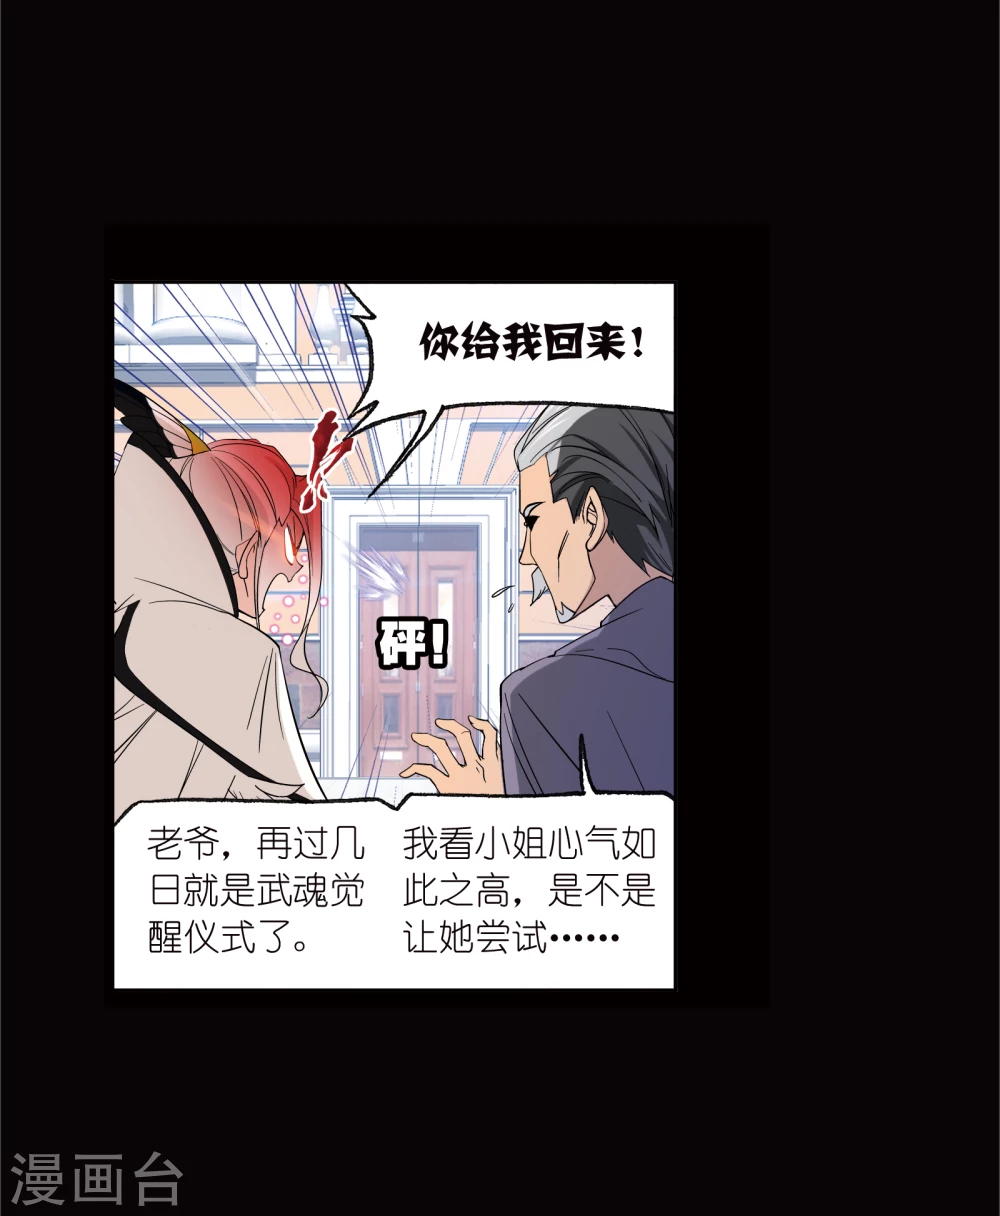 你给我回来！
砰！
老爷，再过几
日就是武魂觉
醒仪式了。
我看小姐心气如
此之高，是不是
让她尝试……
漫画台